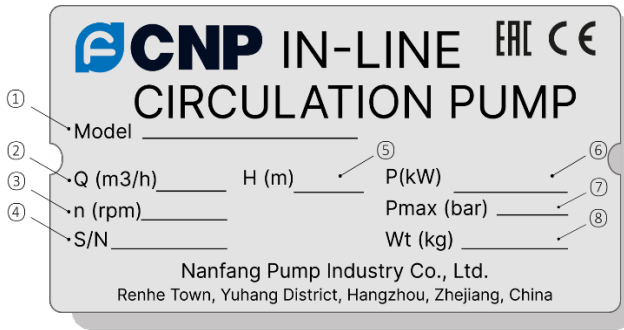 CNP IN-LINE EAC CE
CIRCULATION PUMP
① Model
② Q (m3/h) H (m) ⑤ P(kW) ⑥
③ n (rpm) Pmax (bar) ⑦
④ S/N Wt (kg) ⑧
Nanfang Pump Industry Co., Ltd.
Renhe Town, Yuhang District, Hangzhou, Zhejiang, China